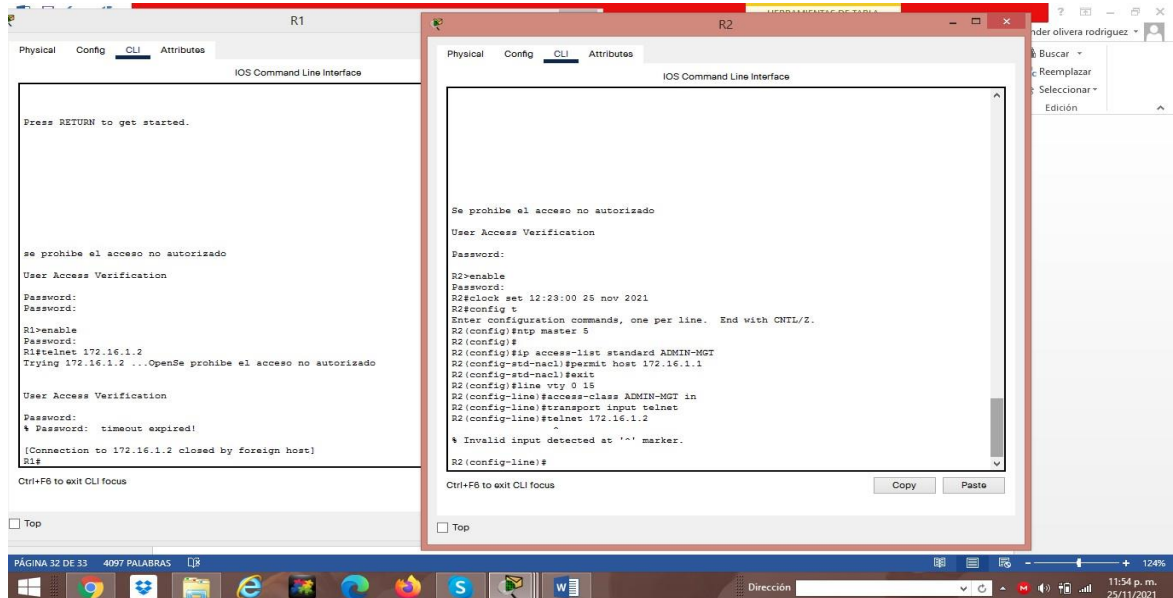 R1
Physical Config CLI Attributes
IOS Command Line Interface
Press RETURN to get started.
se prohibe el acceso no autorizado
User Access Verification
Password:
Password:
R1>enable
Password:
R1#telnet 172.16.1.2
Trying 172.16.1.2 ...OpenSe prohibe el acceso no autorizado
User Access Verification
Password:
% Password:  timeout expired!
[Connection to 172.16.1.2 closed by foreign host]
R1#
Ctrl+F6 to exit CLI focus
Top
HERRAMIENTAS DE TABLA
R2
Physical Config CLI Attributes
IOS Command Line Interface
Se prohibe el acceso no autorizado
User Access Verification
Password:
R2>enable
Password:
R2#clock set 12:23:00 25 nov 2021
R2#config t
Enter configuration commands, one per line.  End with CNTL/Z.
R2(config)#ntp master 5
R2(config)#
R2(config)#ip access-list standard ADMIN-MGT
R2(config-std-nacl)#permit host 172.16.1.1
R2(config-std-nacl)#exit
R2(config)#line vty 0 15
R2(config-line)#access-class ADMIN-MGT in
R2(config-line)#transport input telnet
R2(config-line)#telnet 172.16.1.2
^
% Invalid input detected at '^' marker.
R2(config-line)#
Ctrl+F6 to exit CLI focus
Copy Paste
Top
olivera rodriguez
Buscar
Reemplazar
Seleccionar
Edición
PÁGINA 32 DE 33 4097 PALABRAS
124%
Dirección
11:54 p. m.
25/11/2021